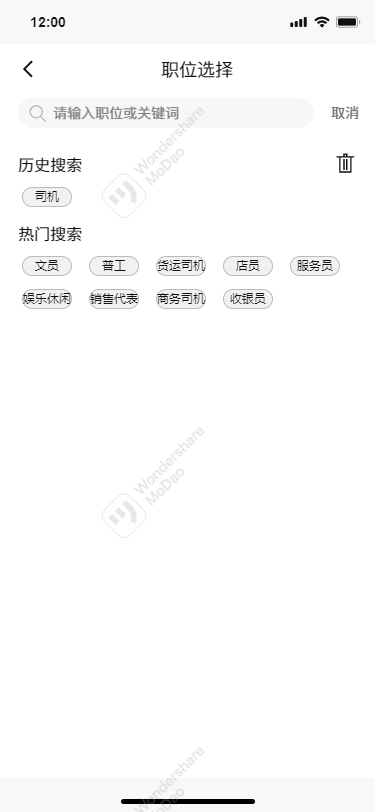 12:00
职位选择
请输入职位或关键词 取消
历史搜索
司机
热门搜索
文员 普工 货运司机 店员 服务员
娱乐休闲 销售代表 商务司机 收银员
Wondershare
MoDao
Wondershare
MoDao
Wondershare
MoDao